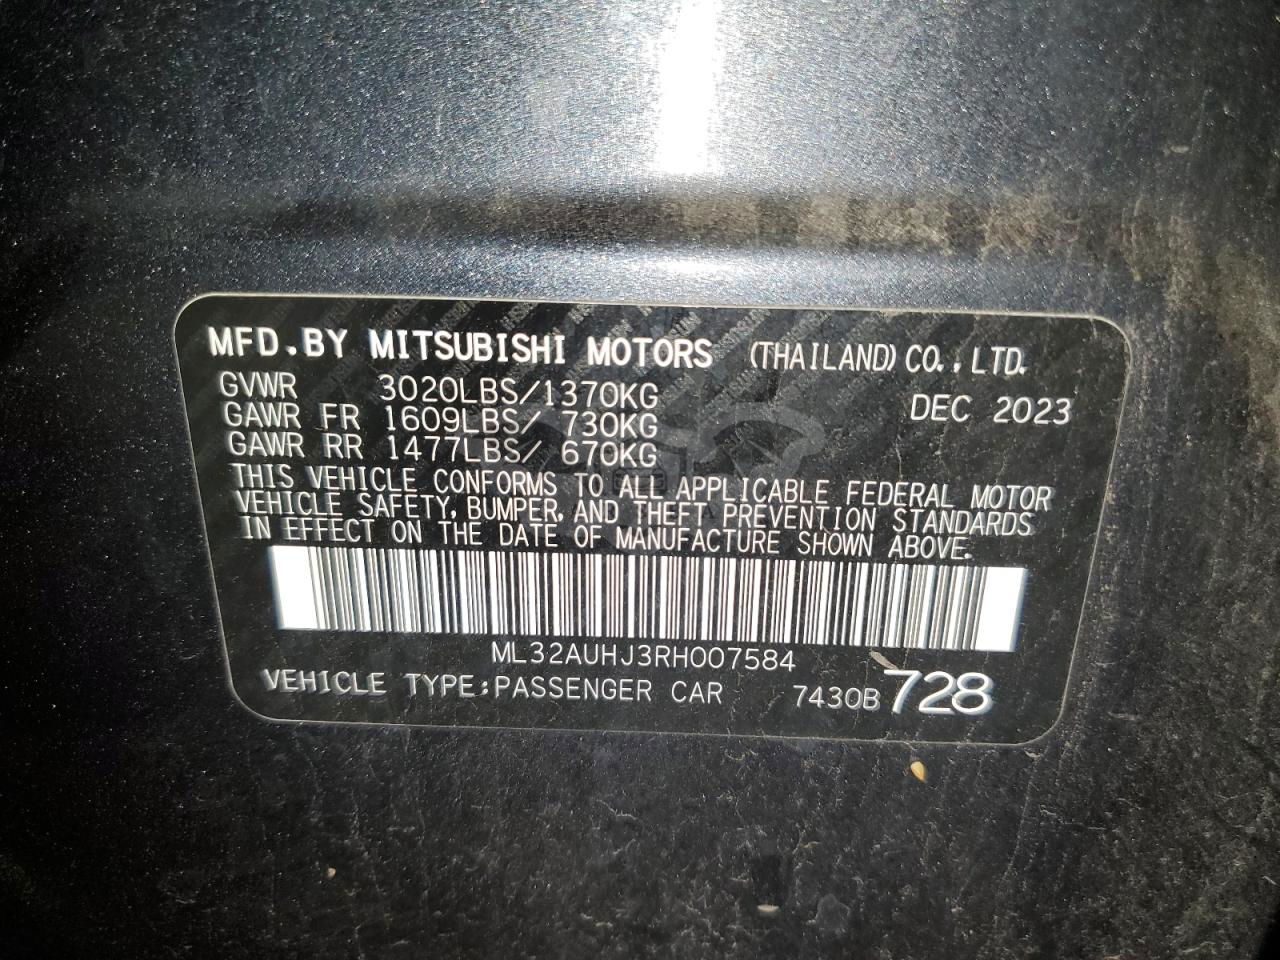 MFD.BY MITSUBISHI MOTORS (THAILAND) CO., LTD.
GVWR 3020LBS/1370KG DEC 2023
GAWR FR 1609LBS/ 730KG
GAWR RR 1477LBS/ 670KG
THIS VEHICLE CONFORMS TO ALL APPLICABLE FEDERAL MOTOR
VEHICLE SAFETY, BUMPER, AND THEFT PREVENTION STANDARDS
IN EFFECT ON THE DATE OF MANUFACTURE SHOWN ABOVE.
ML32AUHJ3RH007584
VEHICLE TYPE:PASSENGER CAR 7430B 728